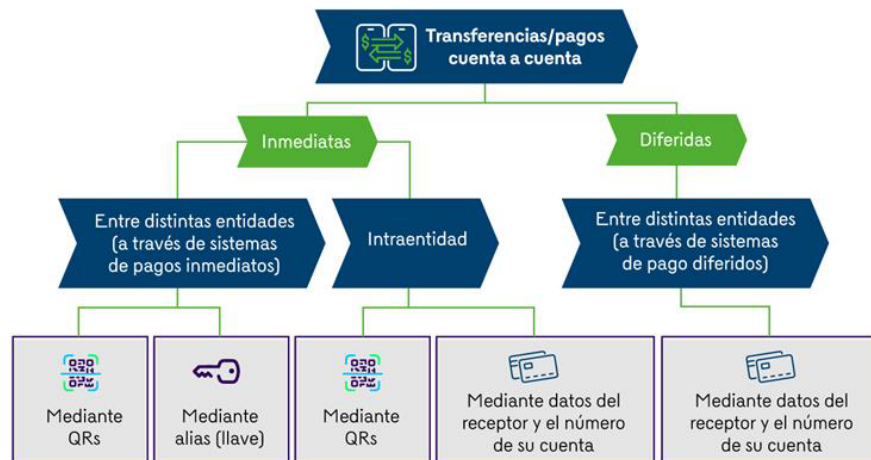 Transferencias/pagos
cuenta a cuenta
Inmediatas
Diferidas
Entre distintas entidades
(a través de sistemas
de pagos inmediatos)
Intraentidad
Entre distintas entidades
(a través de sistemas
de pago diferidos)
Mediante
QRs
Mediante
alias (llave)
Mediante
QRs
Mediante datos del
receptor y el número
de su cuenta
Mediante datos del
receptor y el número
de su cuenta